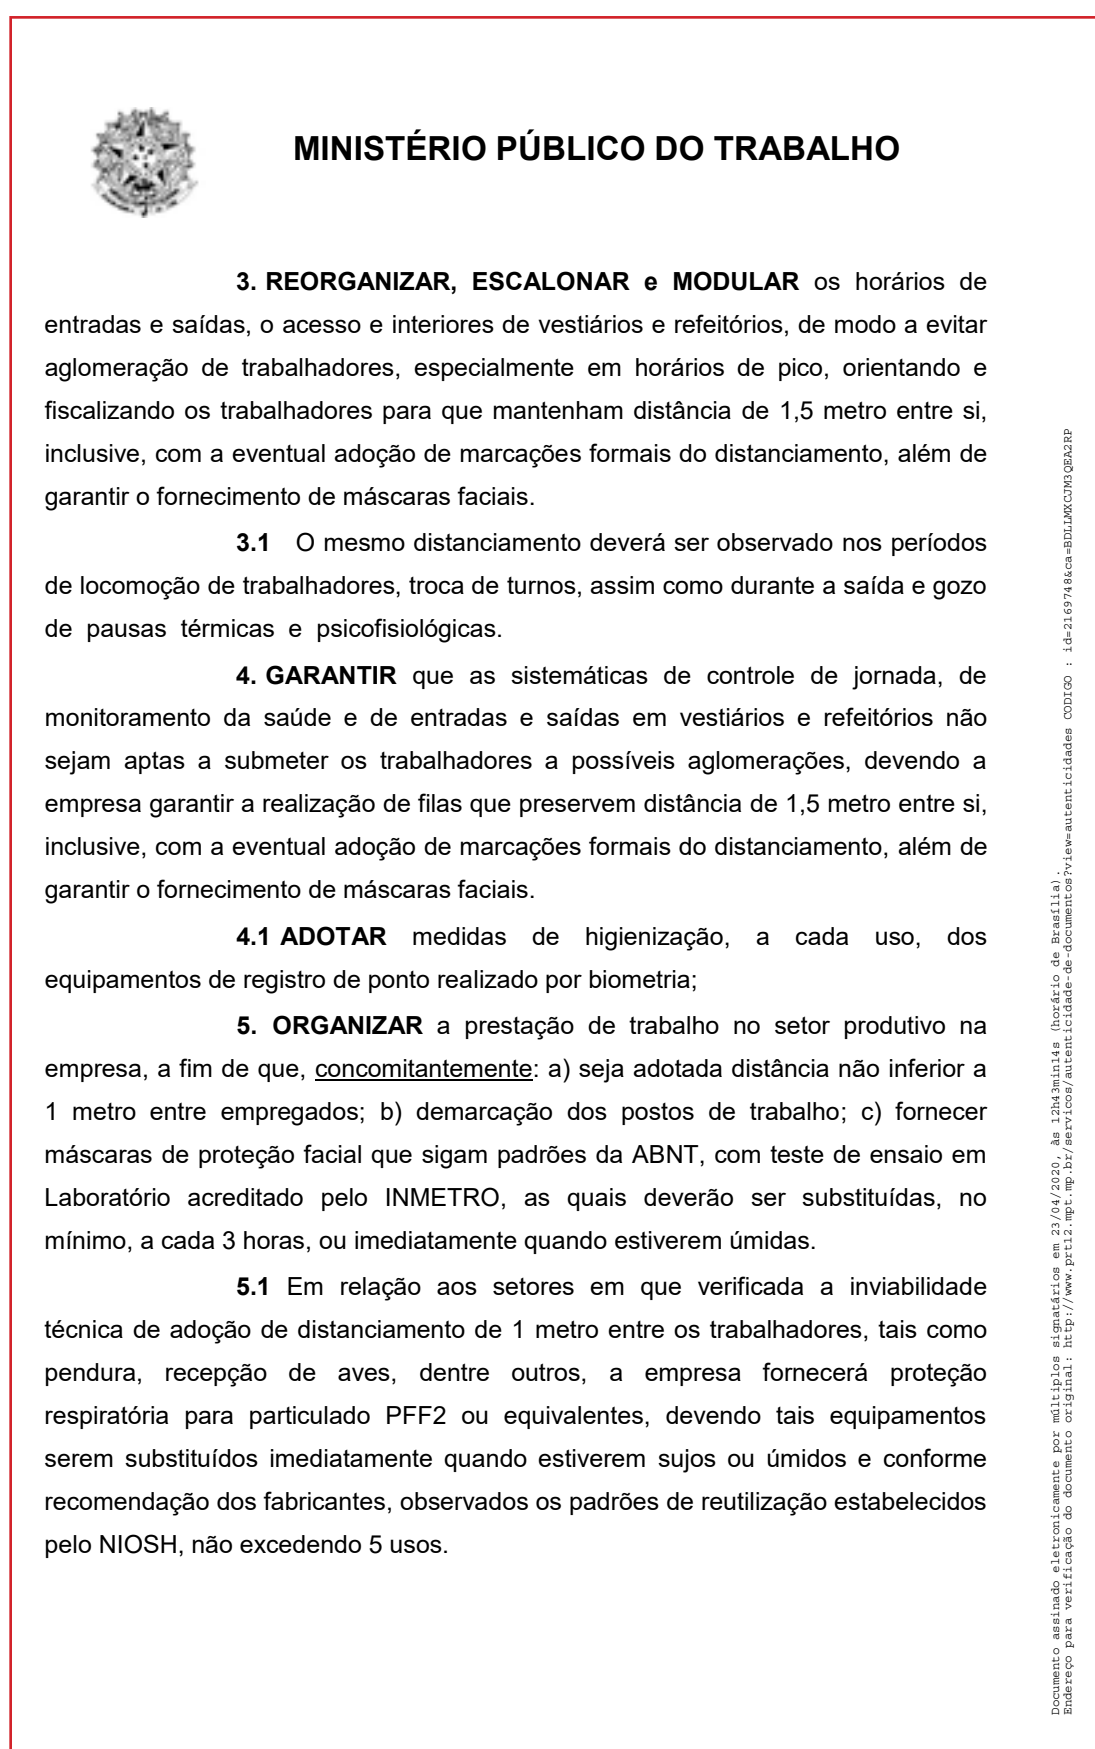 MINISTÉRIO PÚBLICO DO TRABALHO
3. REORGANIZAR, ESCALONAR e MODULAR os horários de
entradas e saídas, o acesso e interiores de vestiários e refeitórios, de modo a evitar
aglomeração de trabalhadores, especialmente em horários de pico, orientando e
fiscalizando os trabalhadores para que mantenham distância de 1,5 metro entre si,
inclusive, com a eventual adoção de marcações formais do distanciamento, além de
garantir o fornecimento de máscaras faciais.
3.1 O mesmo distanciamento deverá ser observado nos períodos
de locomoção de trabalhadores, troca de turnos, assim como durante a saída e gozo
de pausas térmicas e psicofisiológicas.
4. GARANTIR que as sistemáticas de controle de jornada, de
monitoramento da saúde e de entradas e saídas em vestiários e refeitórios não
sejam aptas a submeter os trabalhadores a possíveis aglomerações, devendo a
empresa garantir a realização de filas que preservem distância de 1,5 metro entre si,
inclusive, com a eventual adoção de marcações formais do distanciamento, além de
garantir o fornecimento de máscaras faciais.
4.1 ADOTAR medidas de higienização, a cada uso, dos
equipamentos de registro de ponto realizado por biometria;
5. ORGANIZAR a prestação de trabalho no setor produtivo na
empresa, a fim de que, concomitantemente: a) seja adotada distância não inferior a
1 metro entre empregados; b) demarcação dos postos de trabalho; c) fornecer
máscaras de proteção facial que sigam padrões da ABNT, com teste de ensaio em
Laboratório acreditado pelo INMETRO, as quais deverão ser substituídas, no
mínimo, a cada 3 horas, ou imediatamente quando estiverem úmidas.
5.1 Em relação aos setores em que verificada a inviabilidade
técnica de adoção de distanciamento de 1 metro entre os trabalhadores, tais como
pendura, recepção de aves, dentre outros, a empresa fornecerá proteção
respiratória para particulado PFF2 ou equivalentes, devendo tais equipamentos
serem substituídos imediatamente quando estiverem sujos ou úmidos e conforme
recomendação dos fabricantes, observados os padrões de reutilização estabelecidos
pelo NIOSH, não excedendo 5 usos.
Documento assinado eletronicamente por múltiplos signatários em 23/04/2020, às 12h43min14s (horário de Brasília).
Endereço para verificação do documento original: http://www.prt12.mpt.mp.br/servicos/autenticidade-de-documentos?view=autenticidades CODIGO : id=2169748&ca=BDLLMXCJM3QEA2RP